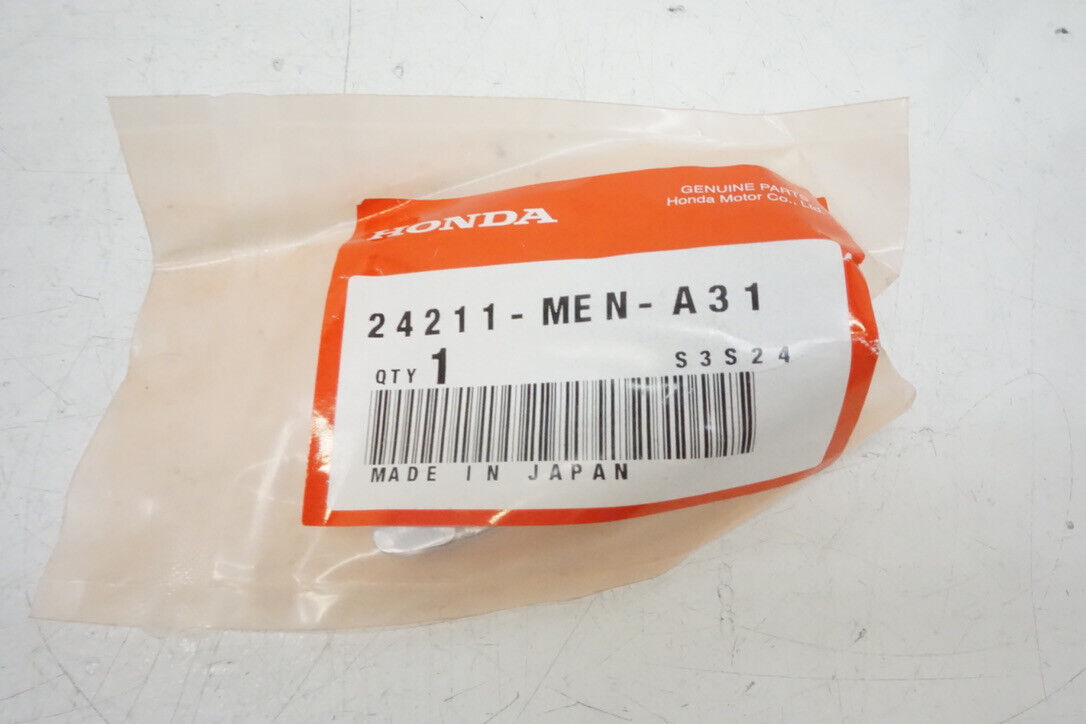 HONDA
GENUINE PARTS
Honda Motor Co., Ltd.
24211-MEN-A31
QTY 1 S3S24
MADE IN JAPAN